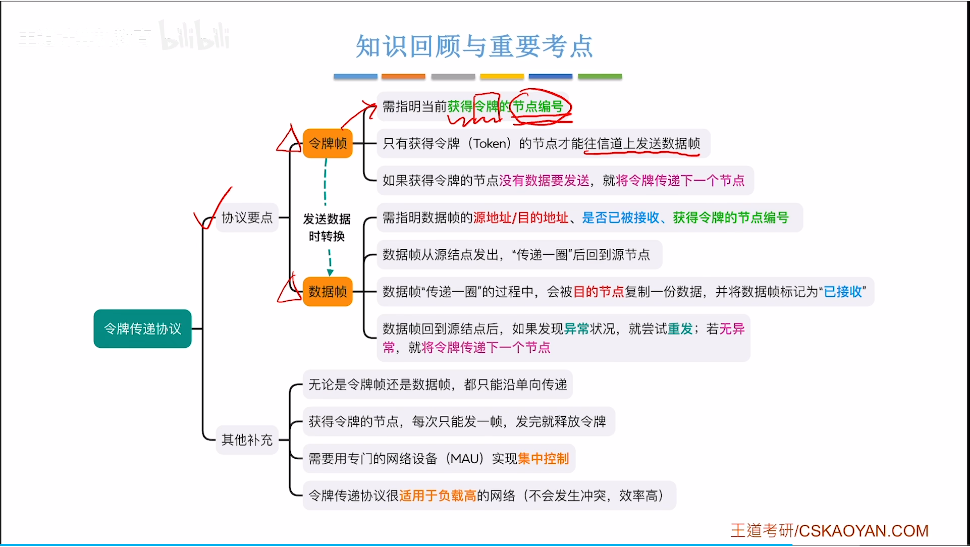 bilibili
知识回顾与重要考点
需指明当前获得令牌的节点编号
令牌帧
只有获得令牌（Token）的节点才能往信道上发送数据帧
如果获得令牌的节点没有数据要发送，就将令牌传递下一个节点
协议要点
发送数据
时转换
需指明数据帧的源地址/目的地址、是否已被接收、获得令牌的节点编号
数据帧从源结点发出，“传递一圈”后回到源节点
数据帧
数据帧“传递一圈”的过程中，会被目的节点复制一份数据，并将数据帧标记为“已接收”
数据帧回到源结点后，如果发现异常状况，就尝试重发；若无异
常，就将令牌传递下一个节点
令牌传递协议
无论是令牌帧还是数据帧，都只能沿单向传递
获得令牌的节点，每次只能发一帧，发完就释放令牌
其他补充
需要用专门的网络设备（MAU）实现集中控制
令牌传递协议很适用于负载高的网络（不会发生冲突，效率高）
王道考研/CSKAOYAN.COM